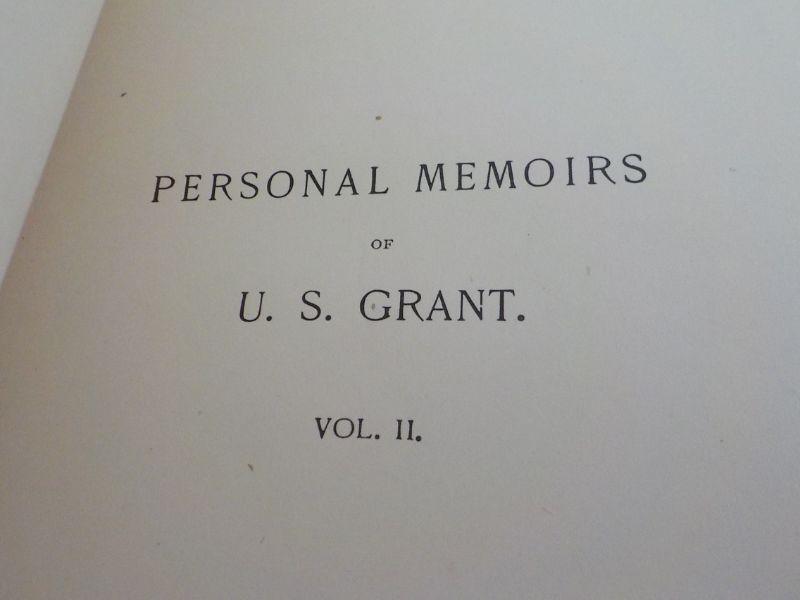 PERSONAL MEMOIRS
OF
U. S. GRANT.
VOL. II.